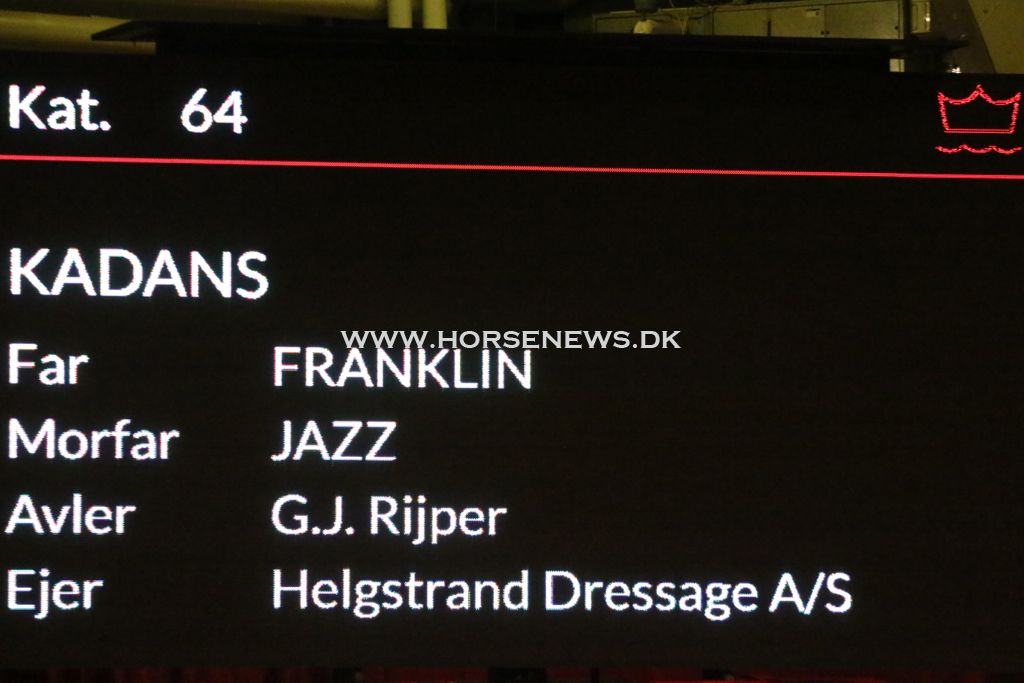 Kat. 64
KADANS
WWW.HORSENEWS.DK
Far FRANKLIN
Morfar JAZZ
Avler G.J. Rijper
Ejer Helgstrand Dressage A/S